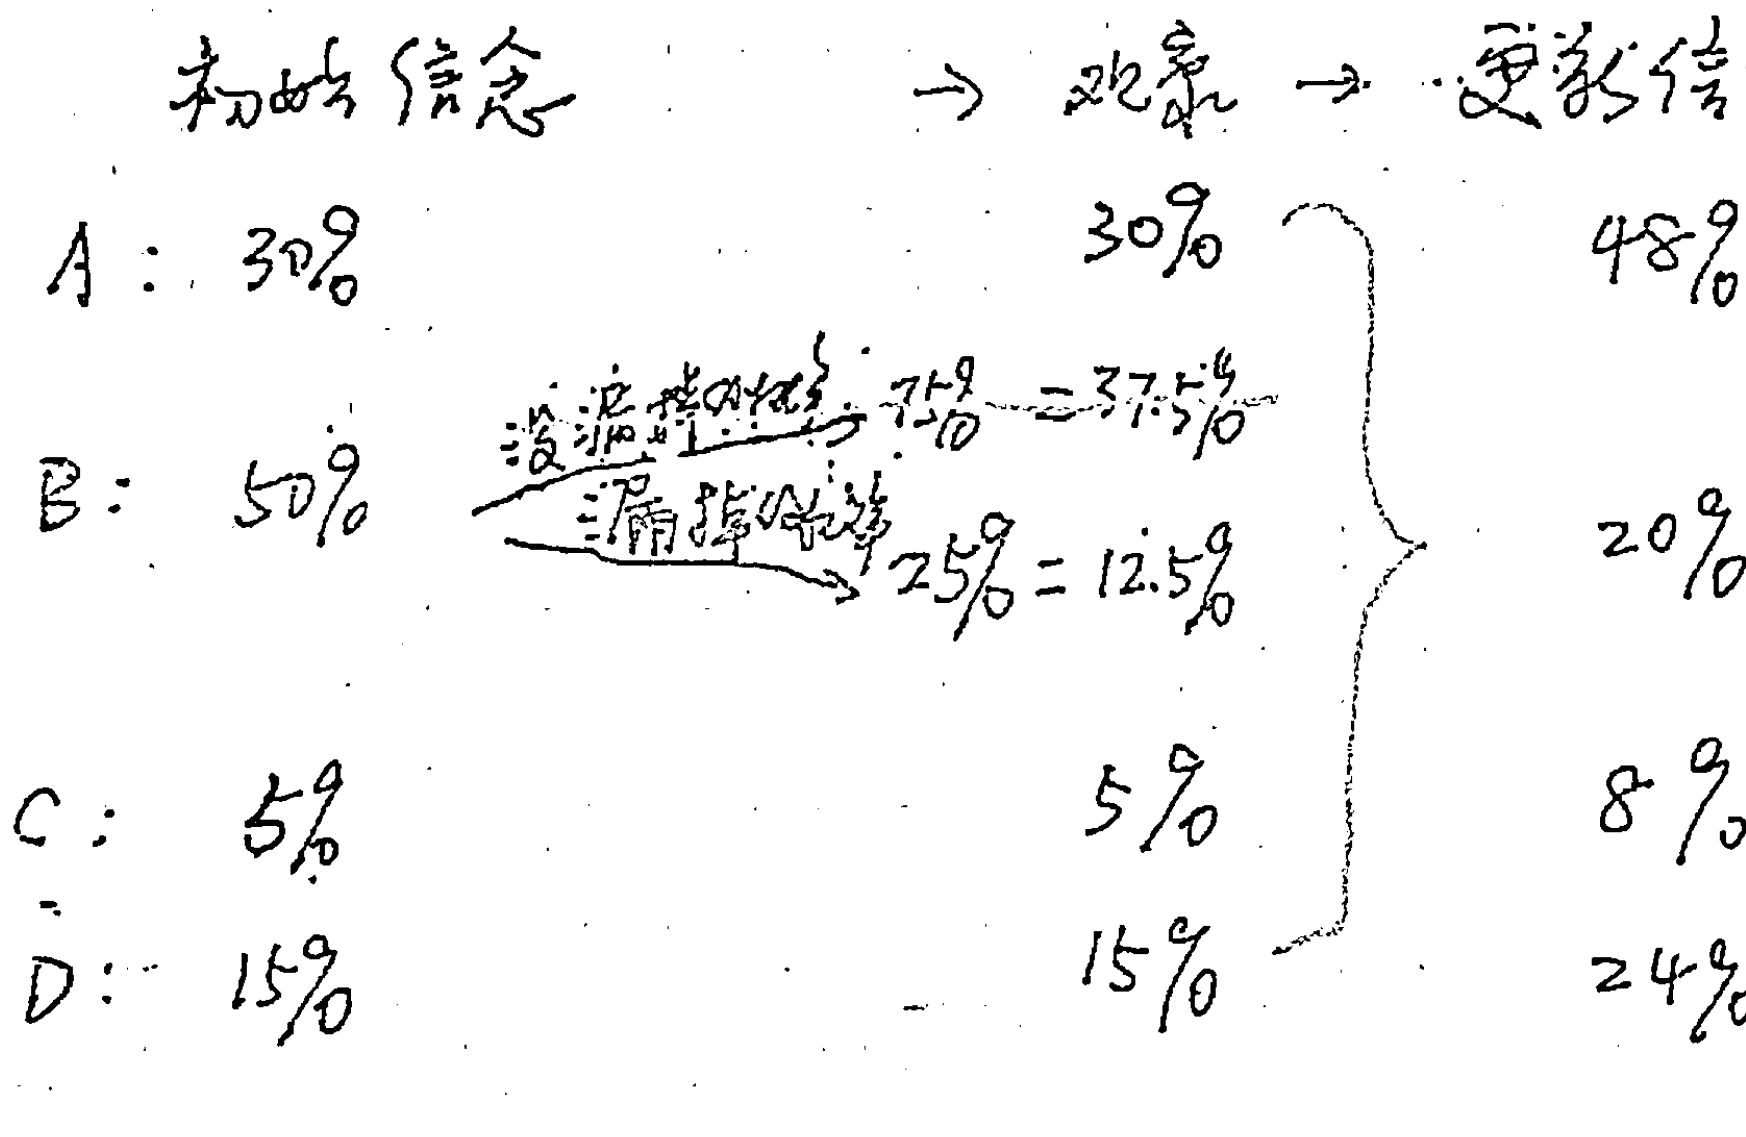 初始信念 → 观察 → 更新信
A: 30% 30% 48%
没漏掉的概率 75% = 37.5%
B: 50% 20%
漏掉的概率 25% = 12.5%
C: 5% 5% 8%
D: 15% 15% 24%